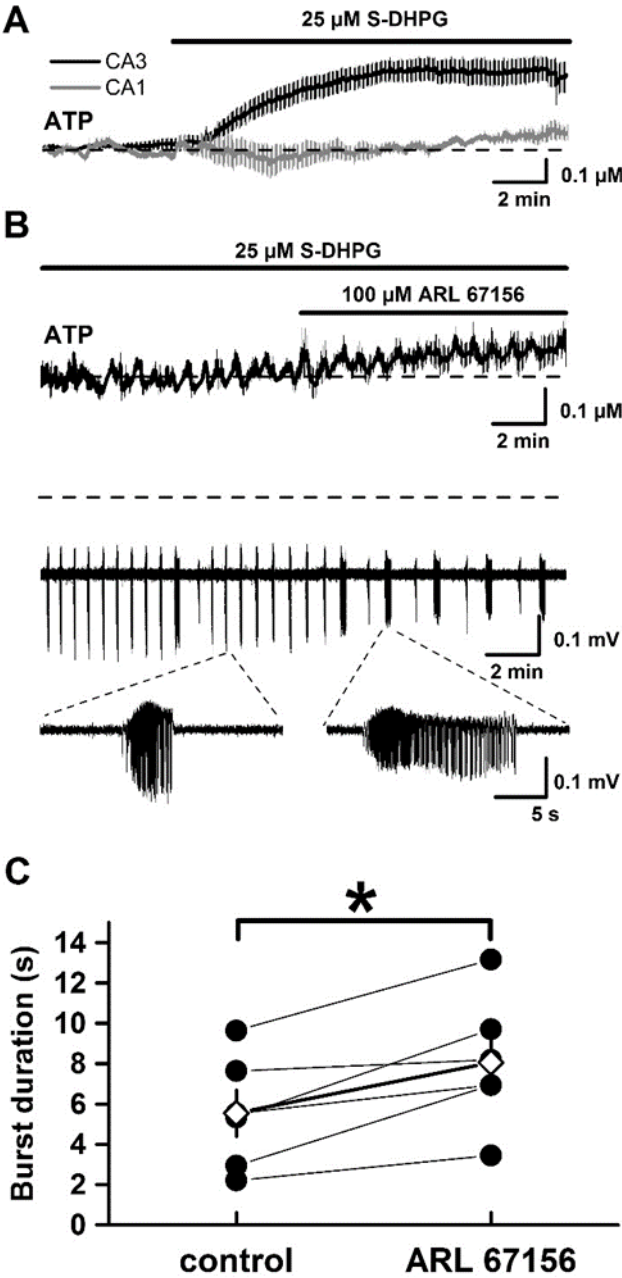 A
25 µM S-DHPG
CA3
CA1
ATP
0.1 µM
2 min
B
25 µM S-DHPG
100 µM ARL 67156
ATP
0.1 µM
2 min
0.1 mV
2 min
0.1 mV
5 s
C
*
Burst duration (s)
14
12
10
8
6
4
2
0
control ARL 67156